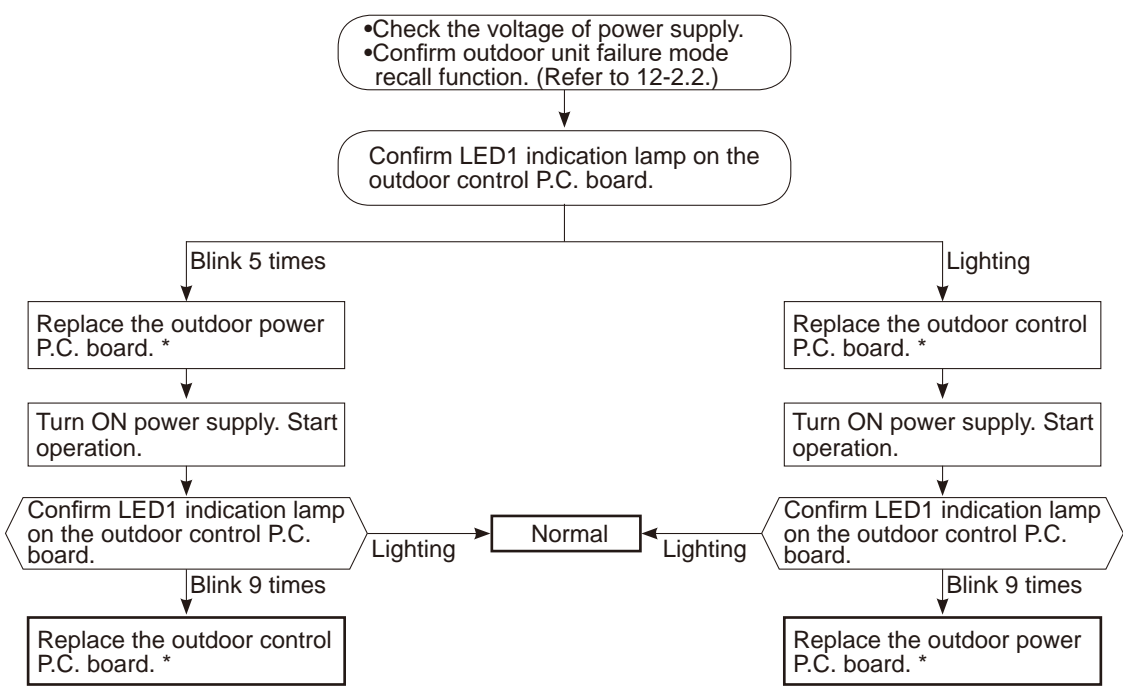 •Check the voltage of power supply.
•Confirm outdoor unit failure mode
recall function. (Refer to 12-2.2.)
Confirm LED1 indication lamp on the
outdoor control P.C. board.
Blink 5 times
Lighting
Replace the outdoor power
P.C. board. *
Replace the outdoor control
P.C. board. *
Turn ON power supply. Start
operation.
Turn ON power supply. Start
operation.
Confirm LED1 indication lamp
on the outdoor control P.C.
board.
Lighting
Normal
Lighting
Confirm LED1 indication lamp
on the outdoor control P.C.
board.
Blink 9 times
Blink 9 times
Replace the outdoor control
P.C. board. *
Replace the outdoor power
P.C. board. *